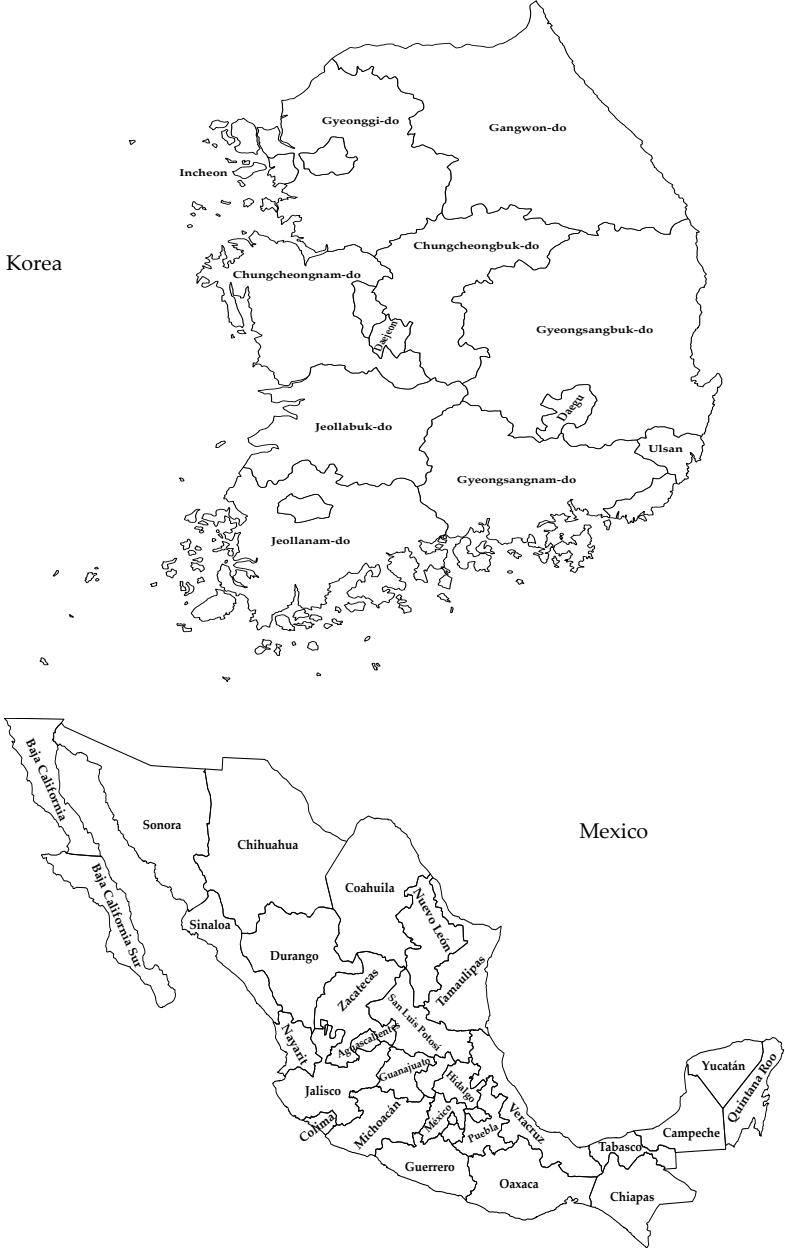 Gyeonggi-do
Gangwon-do
Incheon
Chungcheongbuk-do
Korea
Chungcheongnam-do
Gyeongsangbuk-do
Daejeon
Daegu
Jeollabuk-do
Ulsan
Gyeongsangnam-do
Jeollanam-do
Baja California
Sonora
Mexico
Chihuahua
Coahuila
Baja California Sur
Sinaloa
Nuevo León
Durango
Zacatecas
Tamaulipas
San Luis Potosí
Nayarit
Aguascalientes
Guanajuato
Yucatán
Quintana Roo
Jalisco
Hidalgo
Colima
Michoacán
México
Puebla
Veracruz
Campeche
Tabasco
Guerrero
Oaxaca
Chiapas